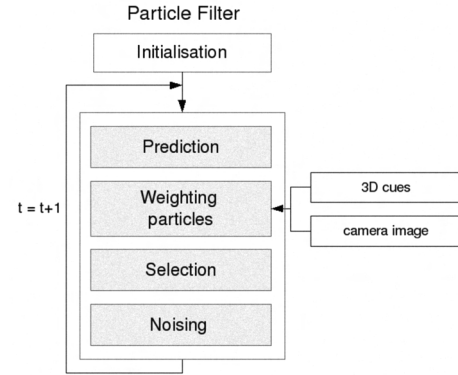 Particle Filter
Initialisation
Prediction
Weighting
particles
3D cues
t = t+1
camera image
Selection
Noising